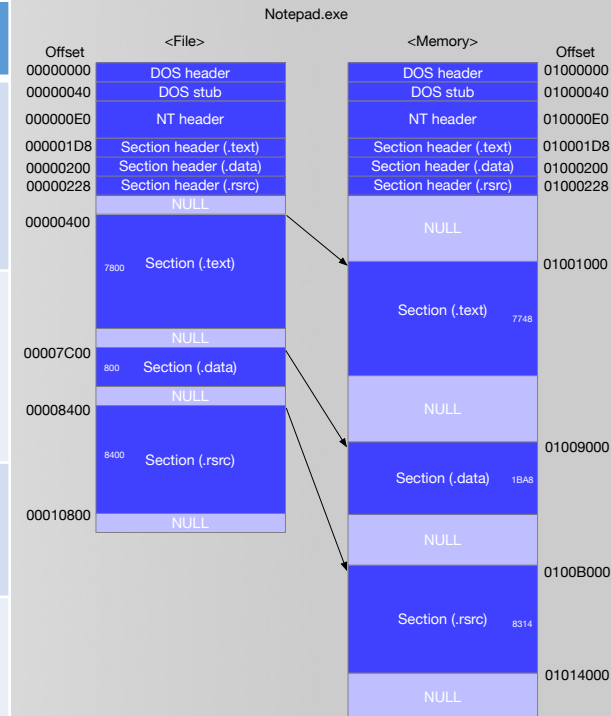 Notepad.exe
<File>
<Memory>
Offset
Offset
00000000 DOS header
DOS header 01000000
00000040 DOS stub
DOS stub 01000040
000000E0 NT header
NT header 010000E0
000001D8 Section header (.text)
Section header (.text) 010001D8
00000200 Section header (.data)
Section header (.data) 01000200
00000228 Section header (.rsrc)
Section header (.rsrc) 01000228
NULL
NULL
00000400
7800 Section (.text)
01001000
Section (.text) 7748
NULL
00007C00
800 Section (.data)
NULL
NULL
00008400
01009000
8400 Section (.rsrc)
Section (.data) 1BA8
00010800
NULL
NULL
0100B000
Section (.rsrc) 8314
01014000
NULL